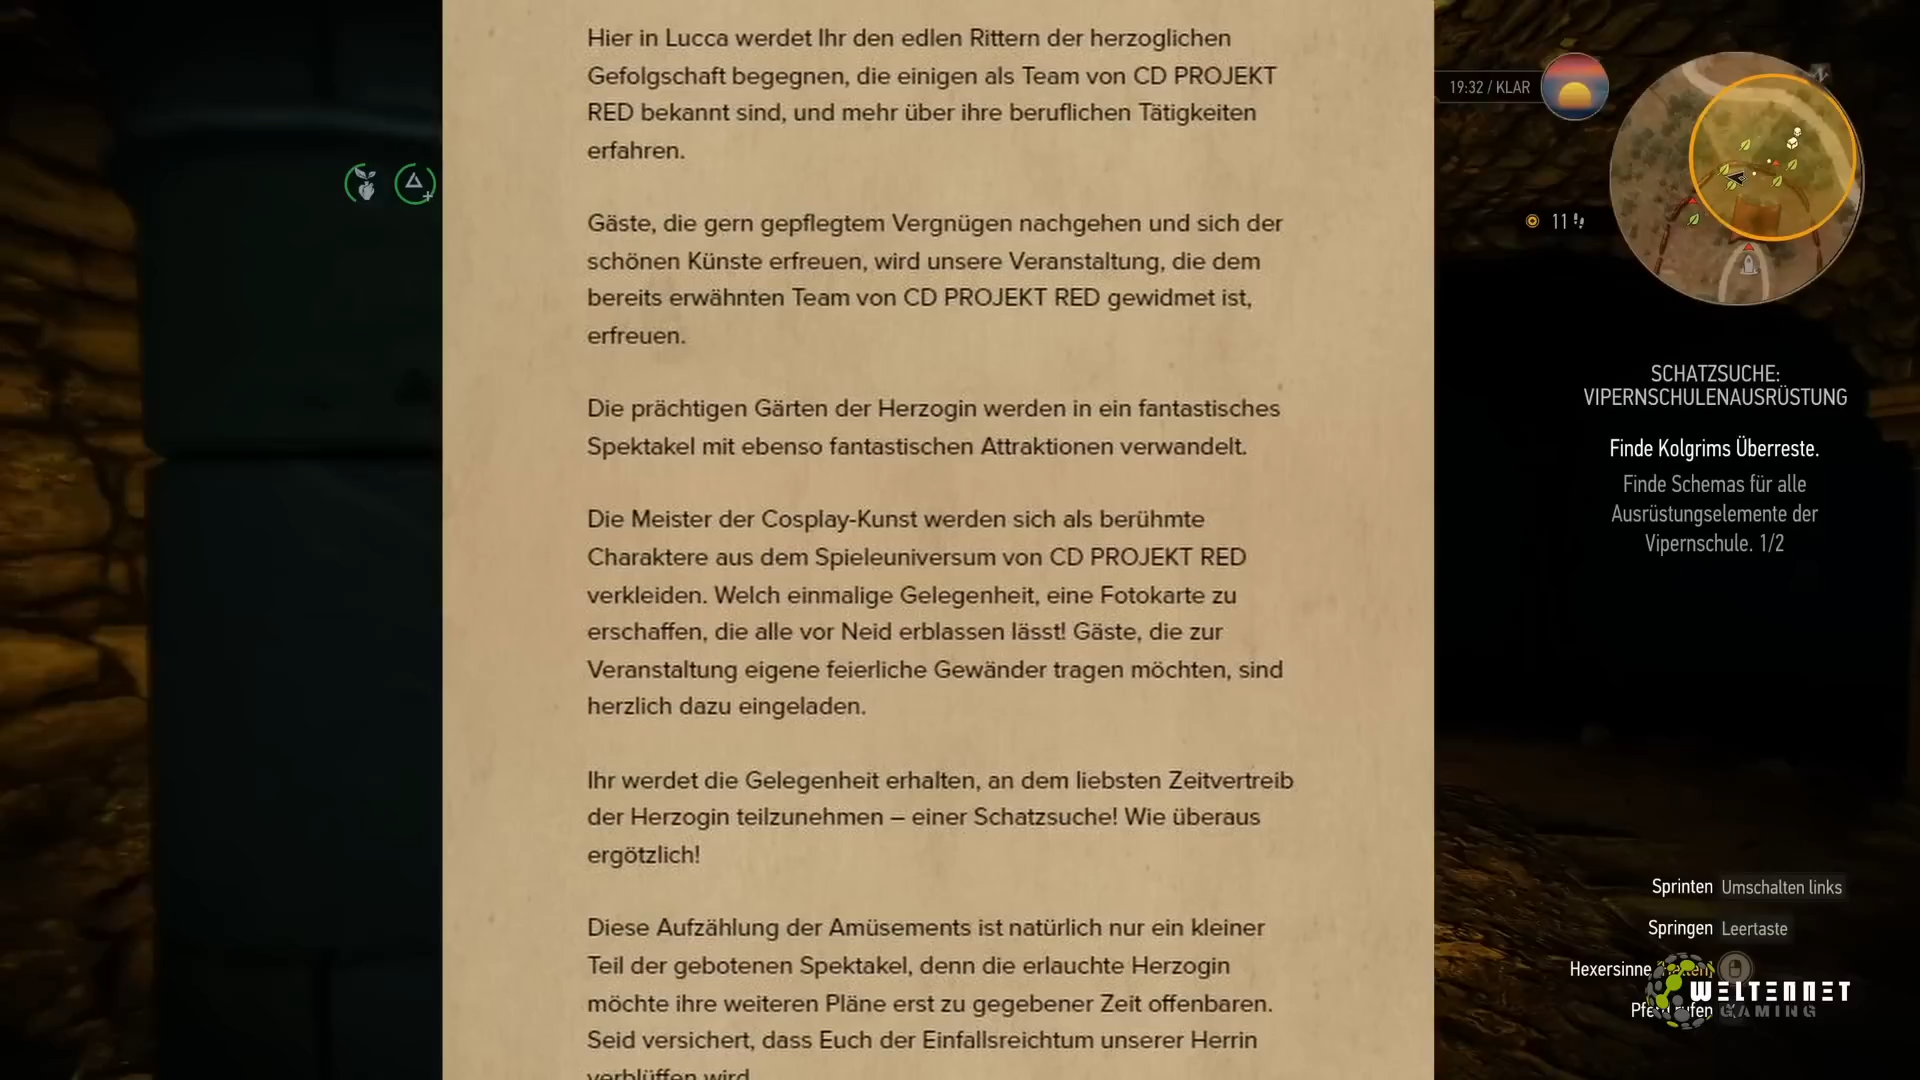 Hier in Lucca werdet Ihr den edlen Rittern der herzoglichen
Gefolgschaft begegnen, die einigen als Team von CD PROJEKT
RED bekannt sind, und mehr über ihre beruflichen Tätigkeiten
erfahren.
Gäste, die gern gepflegtem Vergnügen nachgehen und sich der
schönen Künste erfreuen, wird unsere Veranstaltung, die dem
bereits erwähnten Team von CD PROJEKT RED gewidmet ist,
erfreuen.
Die prächtigen Gärten der Herzogin werden in ein fantastisches
Spektakel mit ebenso fantastischen Attraktionen verwandelt.
Die Meister der Cosplay-Kunst werden sich als berühmte
Charaktere aus dem Spieleuniversum von CD PROJEKT RED
verkleiden. Welch einmalige Gelegenheit, eine Fotokarte zu
erschaffen, die alle vor Neid erblassen lässt! Gäste, die zur
Veranstaltung eigene feierliche Gewänder tragen möchten, sind
herzlich dazu eingeladen.
Ihr werdet die Gelegenheit erhalten, an dem liebsten Zeitvertreib
der Herzogin teilzunehmen – einer Schatzsuche! Wie überaus
ergötzlich!
Diese Aufzählung der Amüsements ist natürlich nur ein kleiner
Teil der gebotenen Spektakel, denn die erlauchte Herzogin
möchte ihre weiteren Pläne erst zu gegebener Zeit offenbaren.
Seid versichert, dass Euch der Einfallsreichtum unserer Herrin
verblüffen wird
19:32 / KLAR
11
SCHATZSUCHE:
VIPERNSCHULENAUSRÜSTUNG
Finde Kolgrims Überreste.
Finde Schemas für alle
Ausrüstungselemente der
Vipernschule. 1/2
Sprinten Umschalten links
Springen Leertaste
Hexersinne
WELTENNET
GAMING